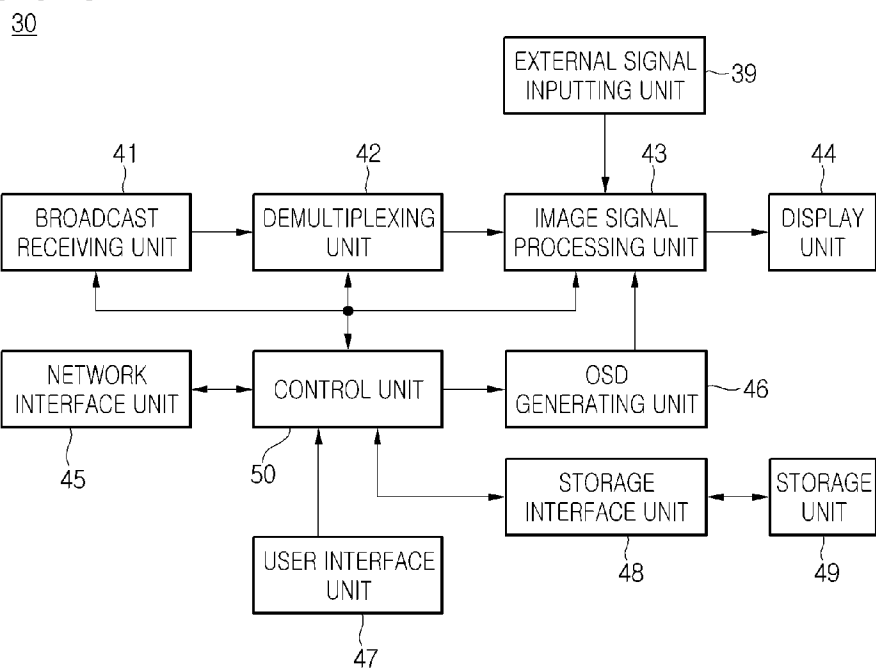 30
EXTERNAL SIGNAL
INPUTTING UNIT
39
41
42
43
44
BROADCAST
RECEIVING UNIT
DEMULTIPLEXING
UNIT
IMAGE SIGNAL
PROCESSING UNIT
DISPLAY
UNIT
NETWORK
INTERFACE UNIT
CONTROL UNIT
OSD
GENERATING UNIT
46
45
50
STORAGE
INTERFACE UNIT
STORAGE
UNIT
USER INTERFACE
UNIT
48
49
47